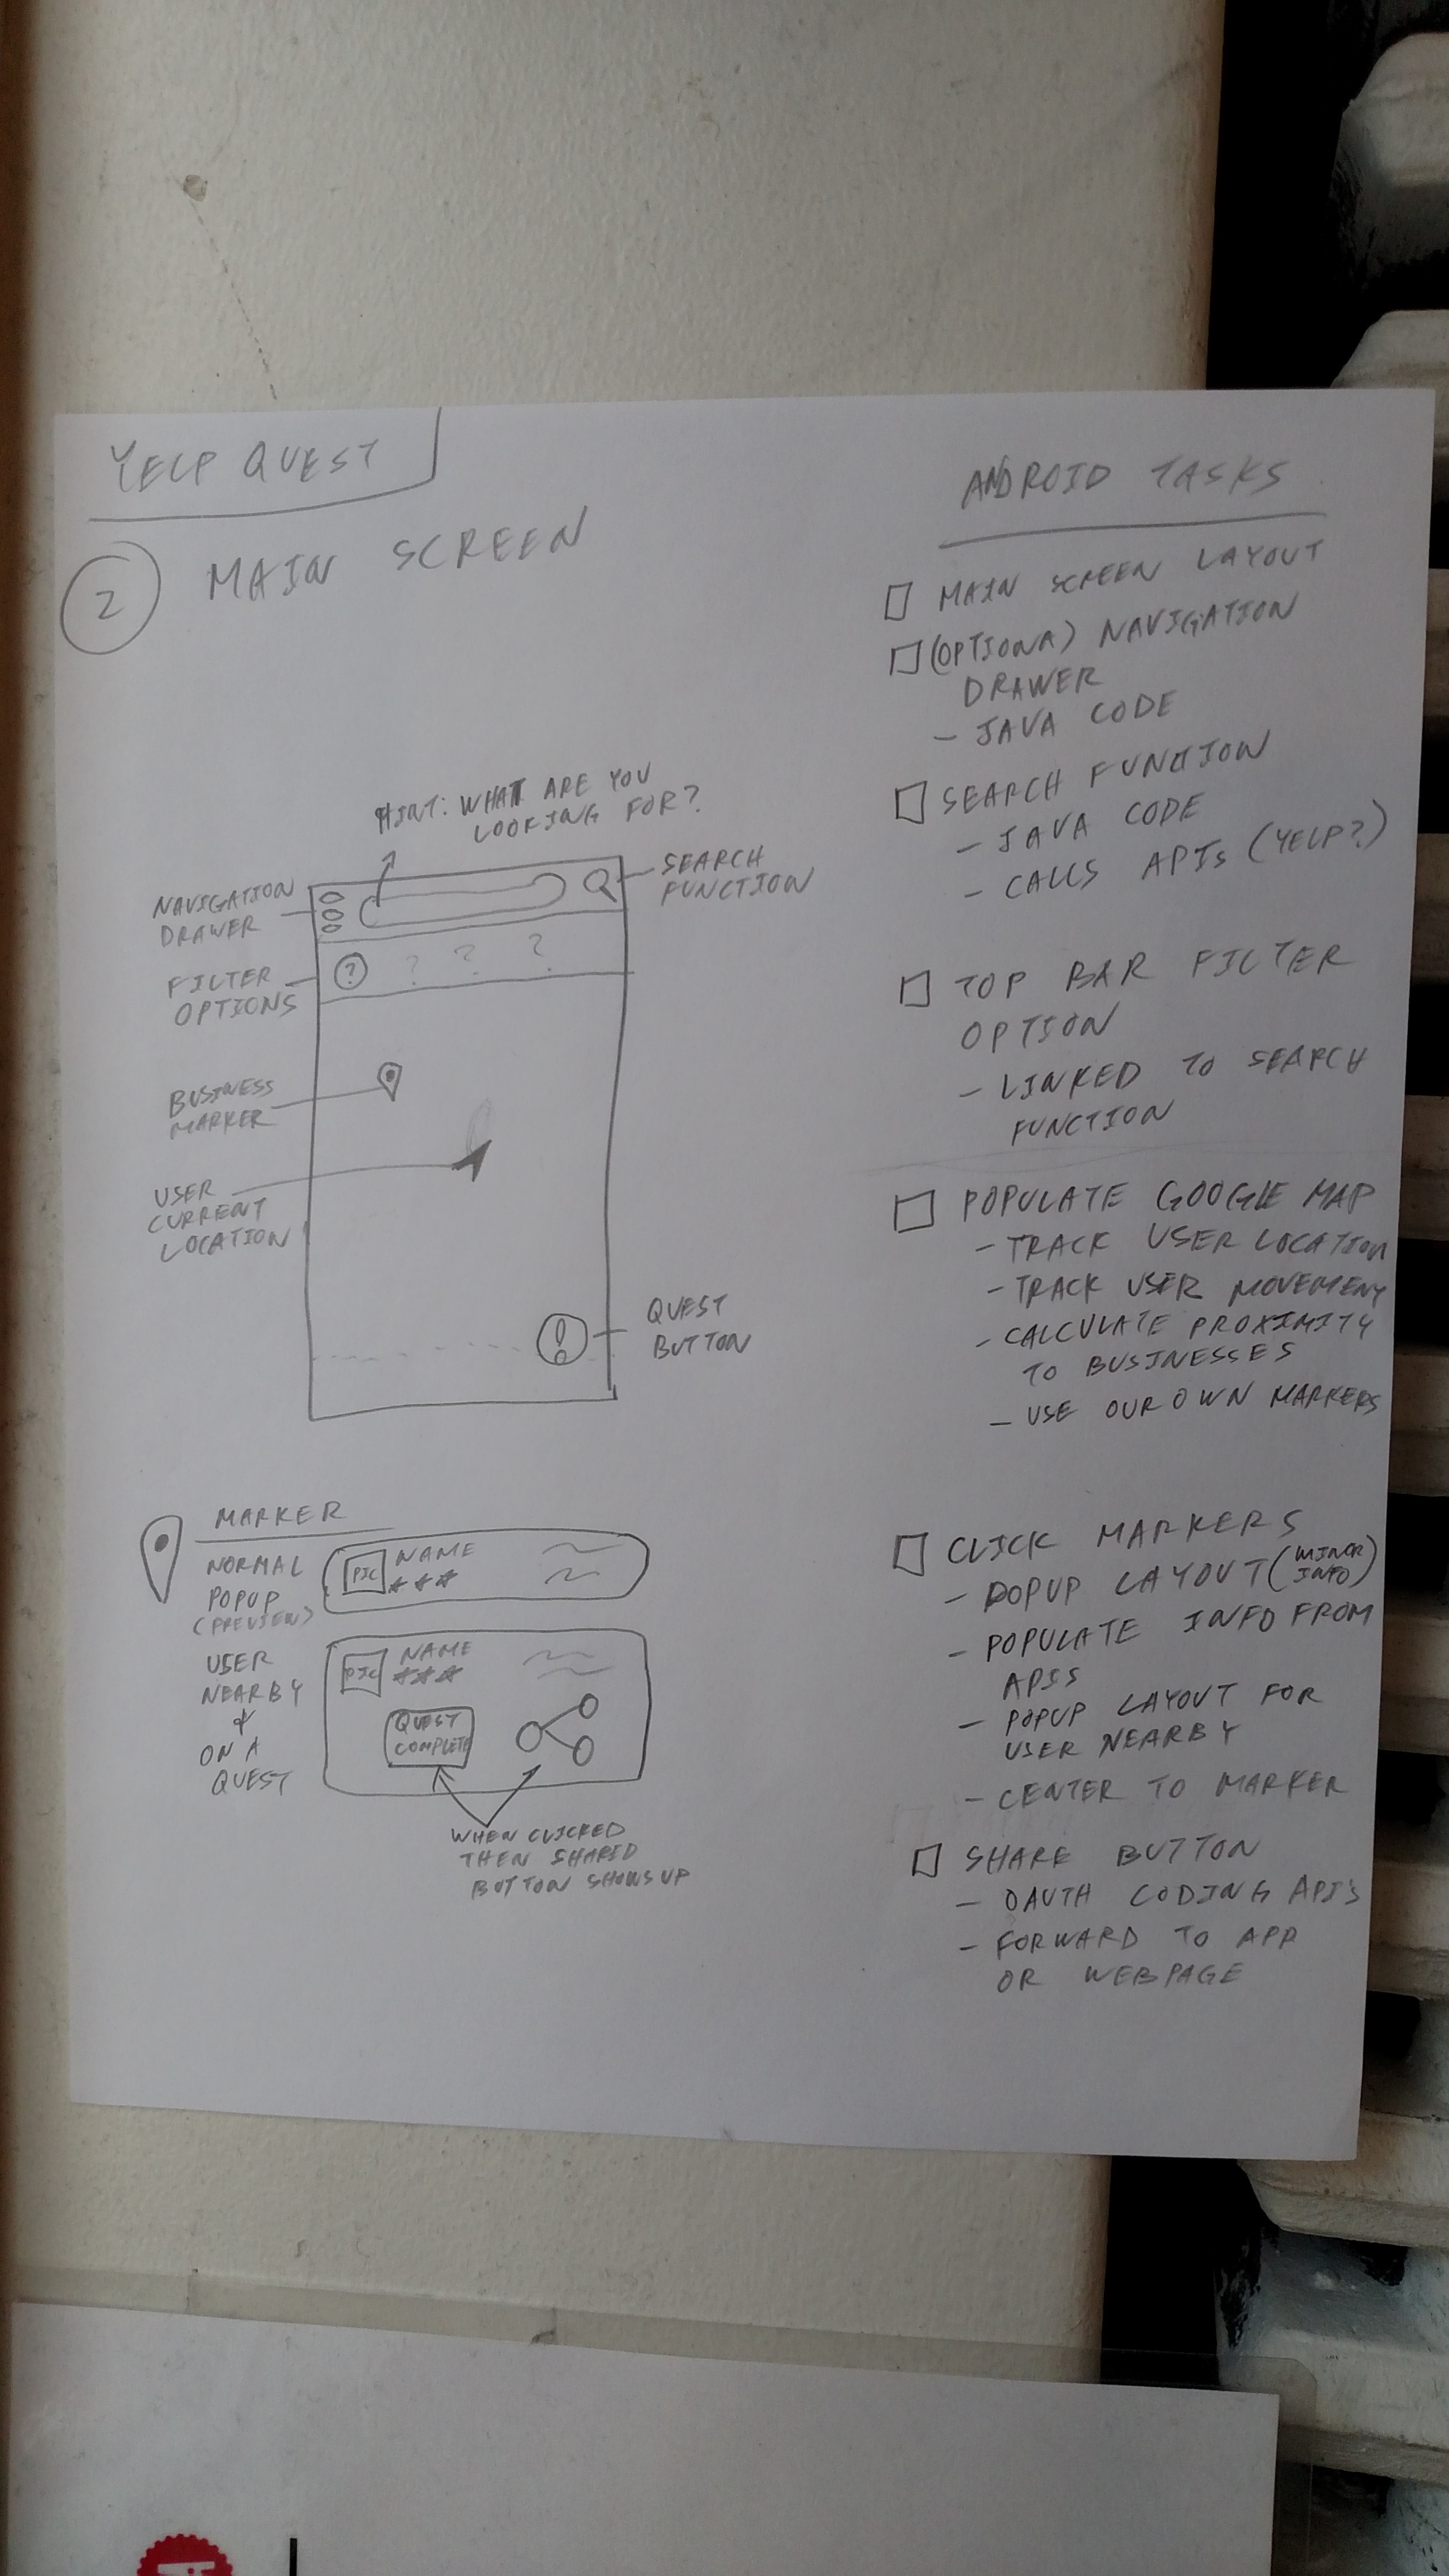 YELP QUEST
2 MAIN SCREEN
HINT: WHAT ARE YOU
LOOKING FOR?
NAVIGATION
DRAWER
SEARCH
FUNCTION
FILTER
OPTIONS
? ? ? ?
BUSINESS
MARKER
USER
CURRENT
LOCATION
QUEST
BUTTON
MARKER
NORMAL
POPUP
(PREVIEW)
PIC NAME
USER
NEARBY
&
ON A
QUEST
PIC NAME
QUEST
COMPLETE
WHEN CLICKED
THEN SHARED
BUTTON SHOWS UP
ANDROID TASKS
MAIN SCREEN LAYOUT
(OPTIONA) NAVIGATION
DRAWER
- JAVA CODE
SEARCH FUNCTION
- JAVA CODE
- CALLS APIs (YELP?)
TOP BAR FILTER
OPTION
- LINKED TO SEARCH
FUNCTION
POPULATE GOOGLE MAP
- TRACK USER LOCATION
- TRACK USER MOVEMENT
- CALCULATE PROXIMITY
TO BUSINESSES
- USE OUR OWN MARKERS
CLICK MARKERS
- POPUP LAYOUT (MINOR INFO)
- POPULATE INFO FROM
APIS
- POPUP LAYOUT FOR
USER NEARBY
- CENTER TO MARKER
SHARE BUTTON
- OAUTH CODING API'S
- FORWARD TO APP
OR WEBPAGE